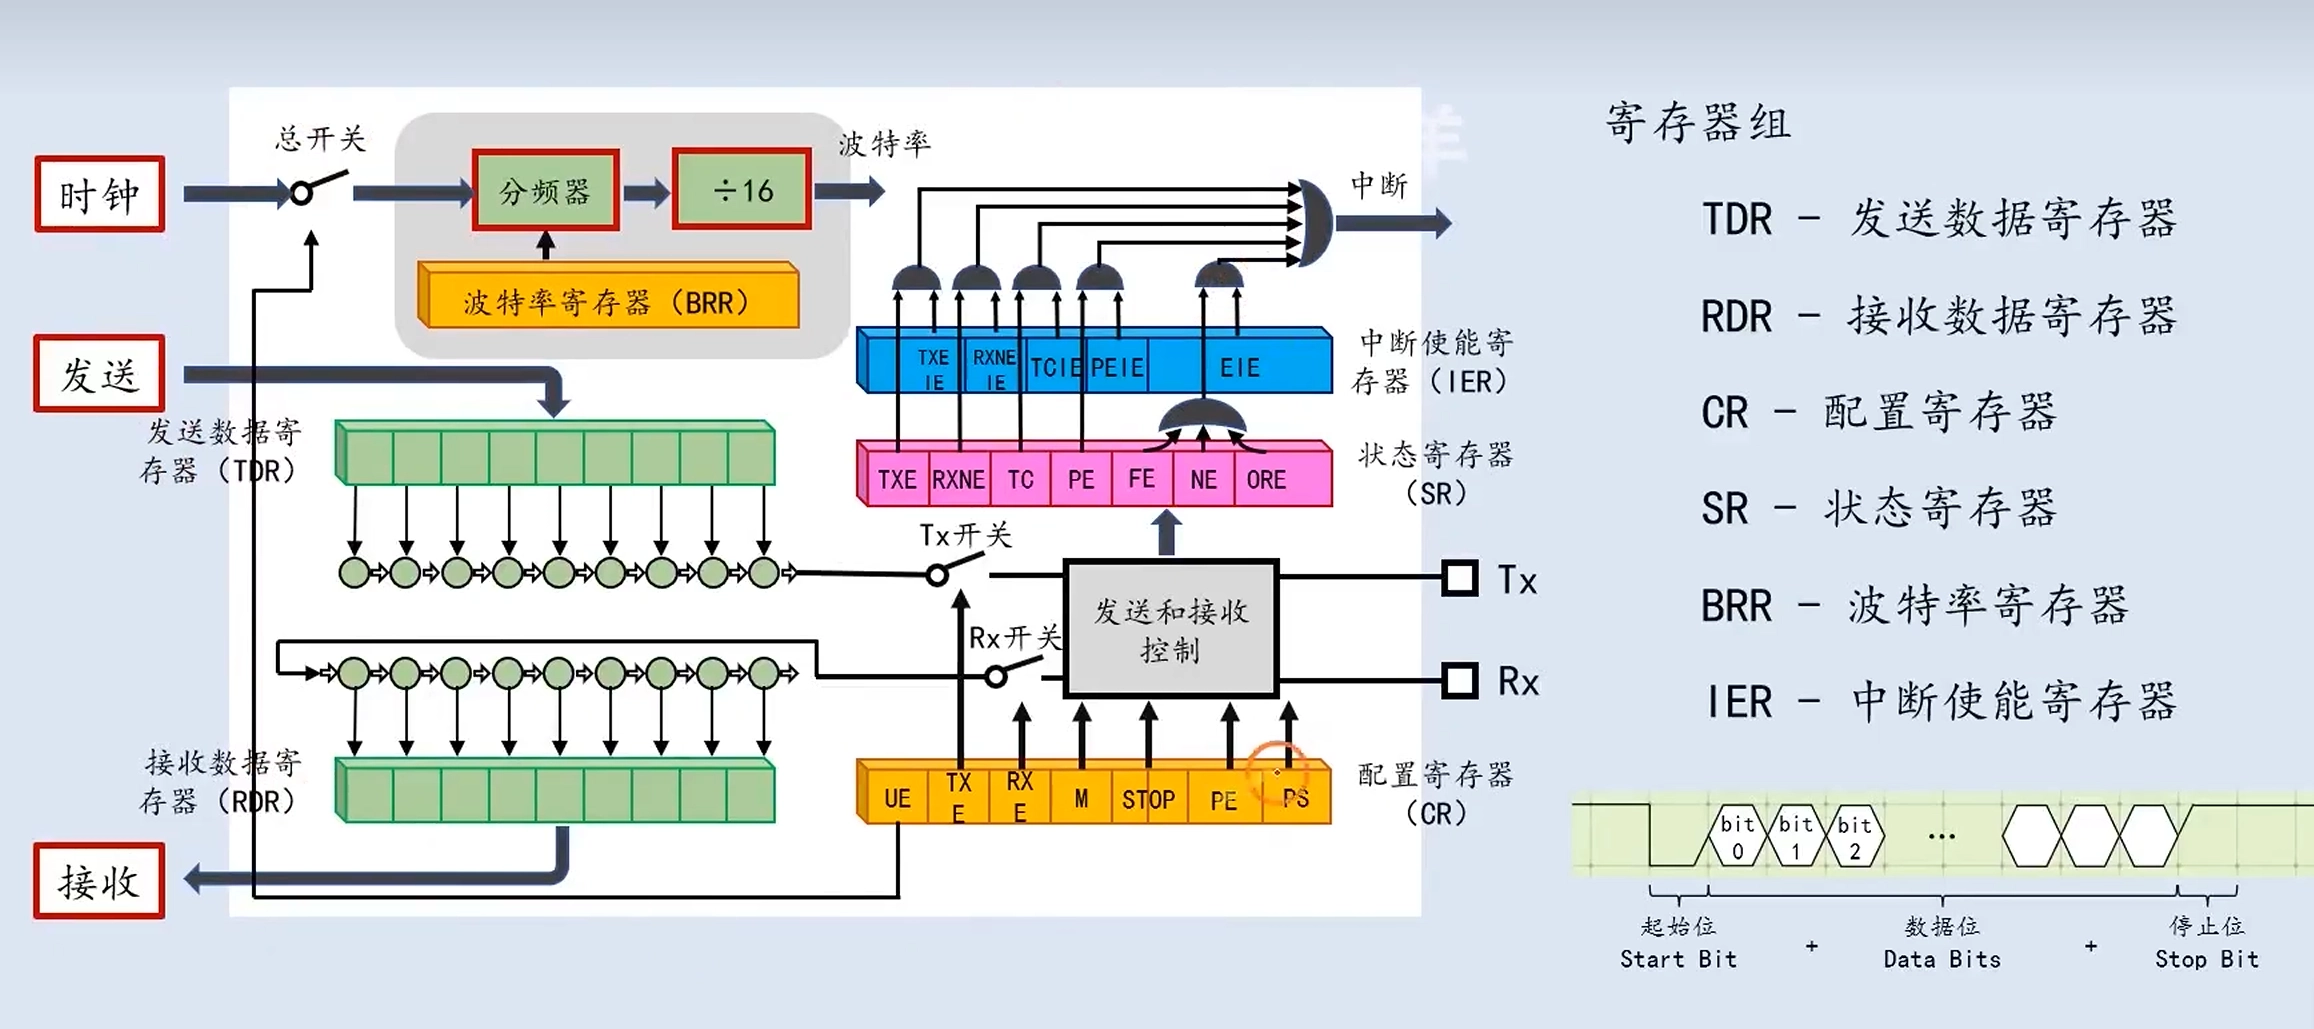 总开关
波特率
时钟
分频器
÷16
波特率寄存器（BRR）
中断
发送
发送数据寄
存器（TDR）
TXE
IE
RXNE
IE
TCIE
PEIE
EIE
中断使能寄
存器（IER）
TXE
RXNE
TC
PE
FE
NE
ORE
状态寄存器
（SR）
Tx开关
Rx开关
发送和接收
控制
Tx
Rx
接收数据寄
存器（RDR）
接收
UE
TX
E
RX
E
M
STOP
PE
PS
配置寄存器
（CR）
寄存器组
TDR - 发送数据寄存器
RDR - 接收数据寄存器
CR - 配置寄存器
SR - 状态寄存器
BRR - 波特率寄存器
IER - 中断使能寄存器
bit
0
bit
1
bit
2
...
起始位
Start Bit
+
数据位
Data Bits
+
停止位
Stop Bit